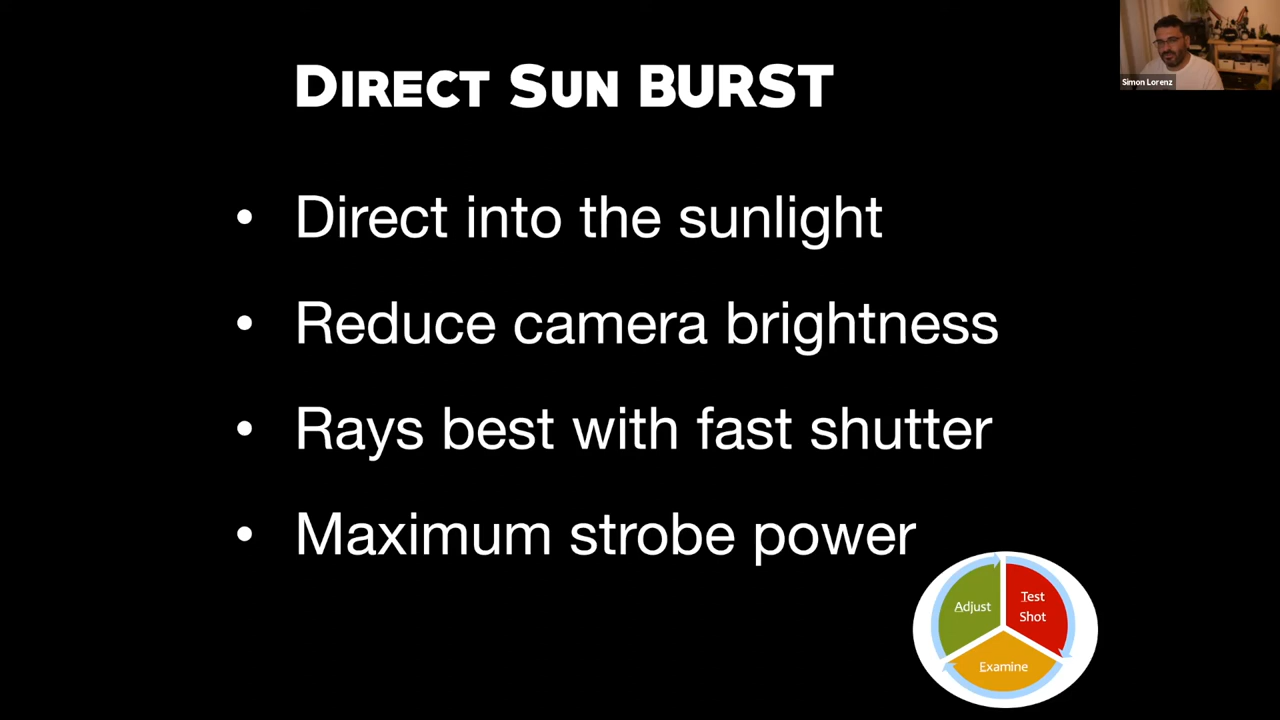 DIRECT SUN BURST
Simon Lorenz
• Direct into the sunlight
• Reduce camera brightness
• Rays best with fast shutter
• Maximum strobe power
Adjust
Test
Shot
Examine